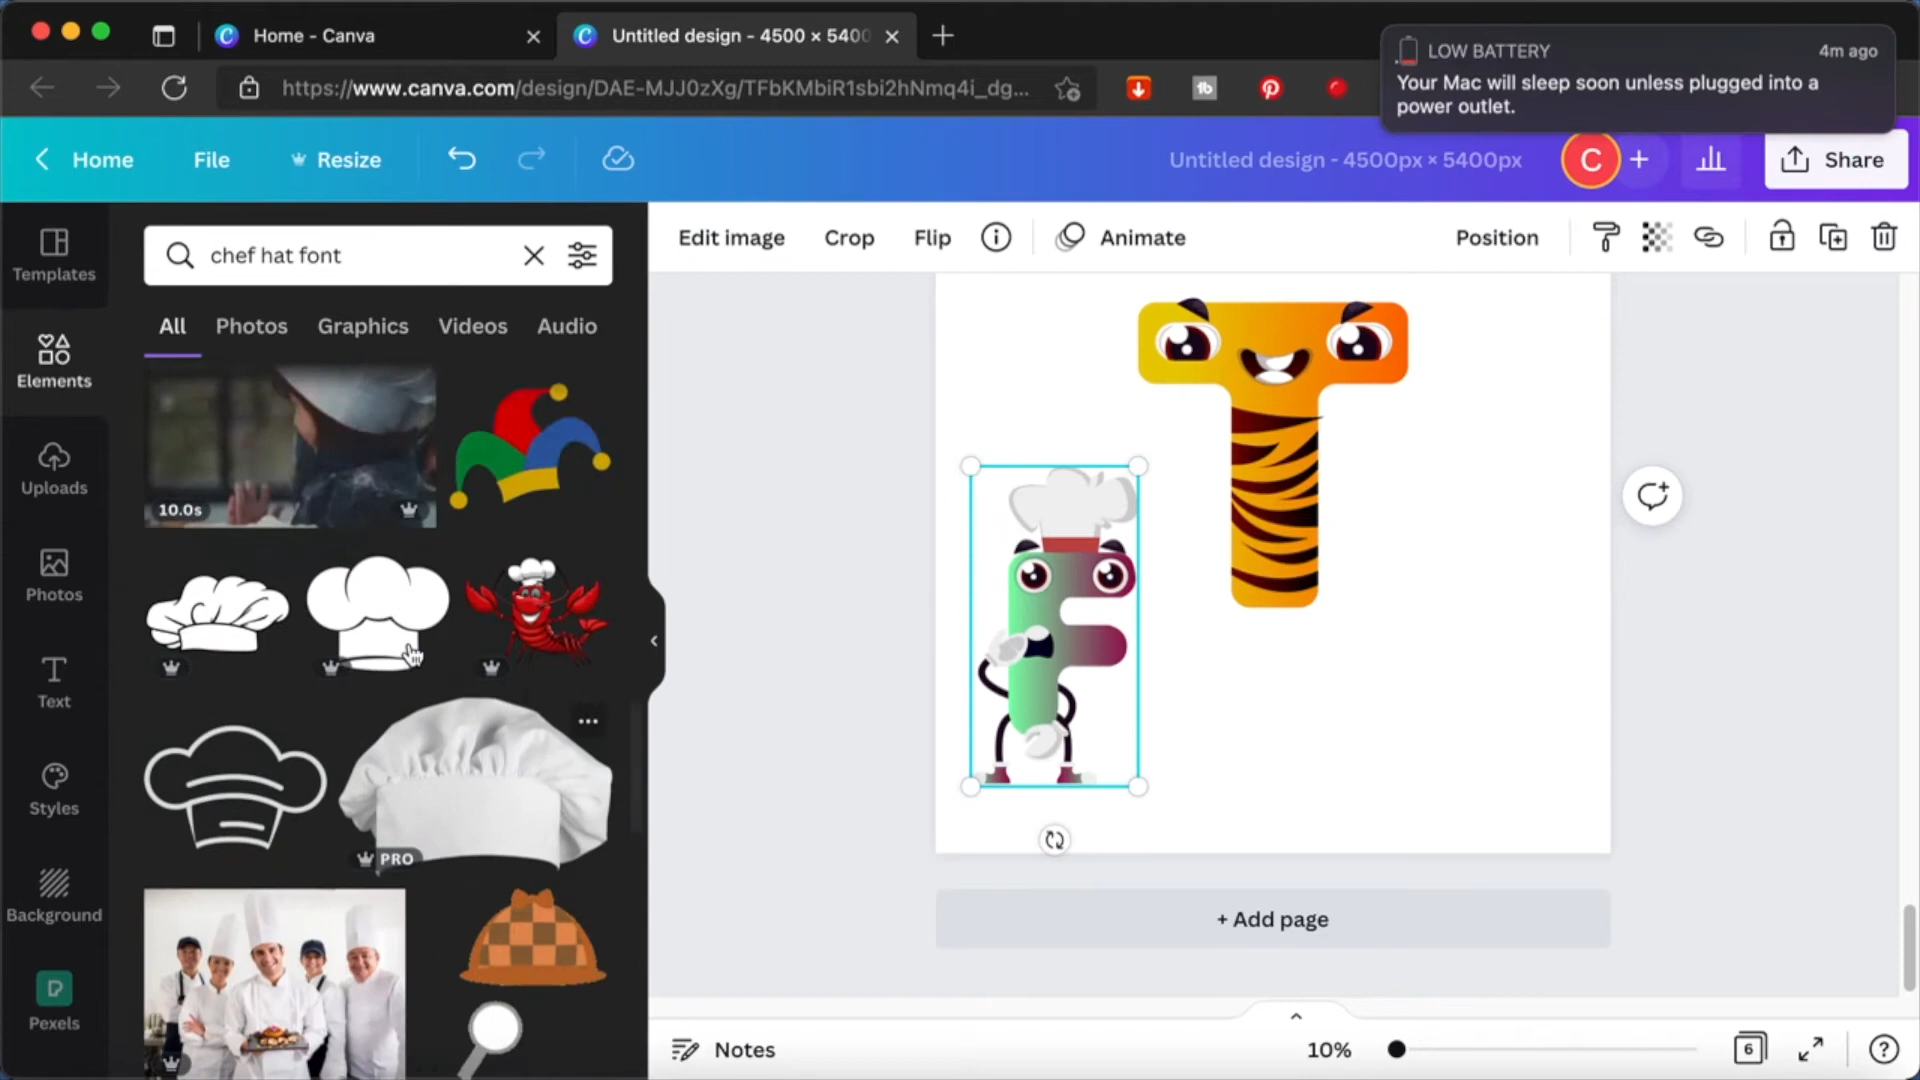 Home - Canva
Untitled design - 4500 × 5400
LOW BATTERY
4m ago
Your Mac will sleep soon unless plugged into a
power outlet.
https://www.canva.com/design/DAE-MJJ0zXg/TFbKMbiR1sbi2hNmq4i_dg...
Home
File
Resize
Untitled design - 4500px × 5400px
C
Share
Templates
Elements
Uploads
Photos
Text
Styles
Background
Pexels
chef hat font
All
Photos
Graphics
Videos
Audio
10.0s
PRO
Edit image
Crop
Flip
Animate
Position
T
F
+ Add page
Notes
10%
6